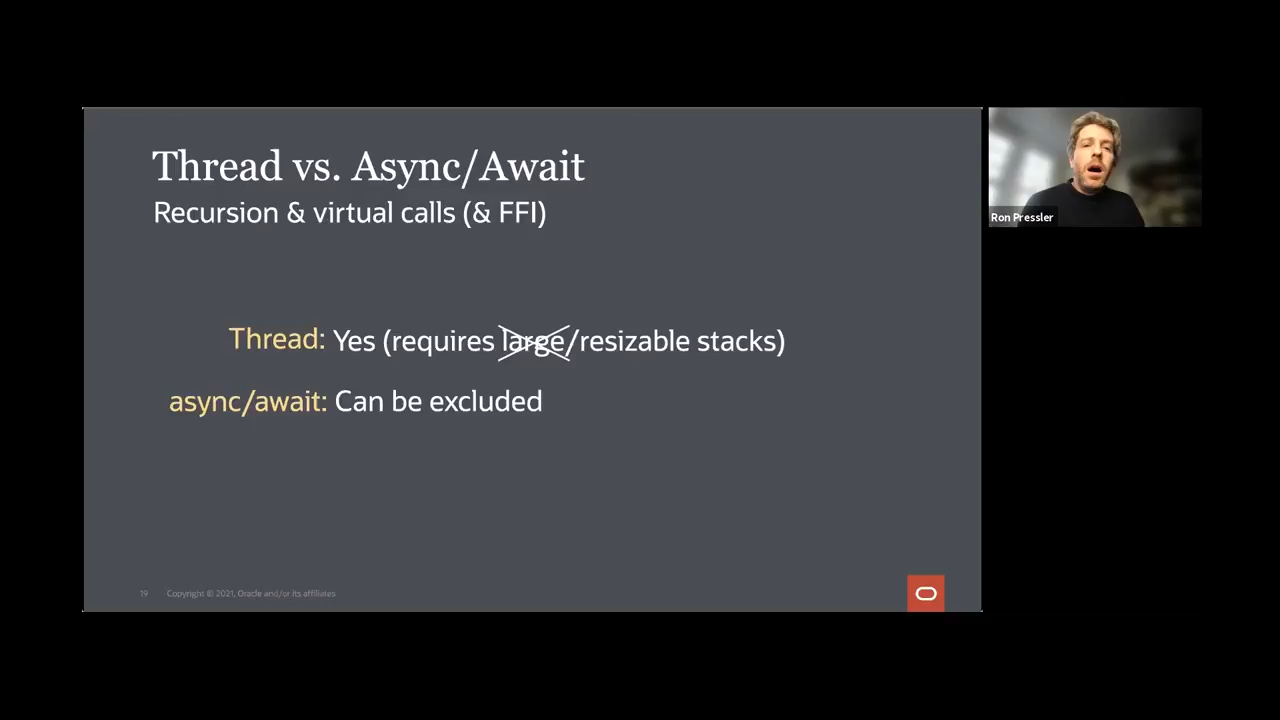 Thread vs. Async/Await
Recursion & virtual calls (& FFI)
Thread: Yes (requires large/resizable stacks)
async/await: Can be excluded
19 Copyright © 2021, Oracle and/or its affiliates
Ron Pressler